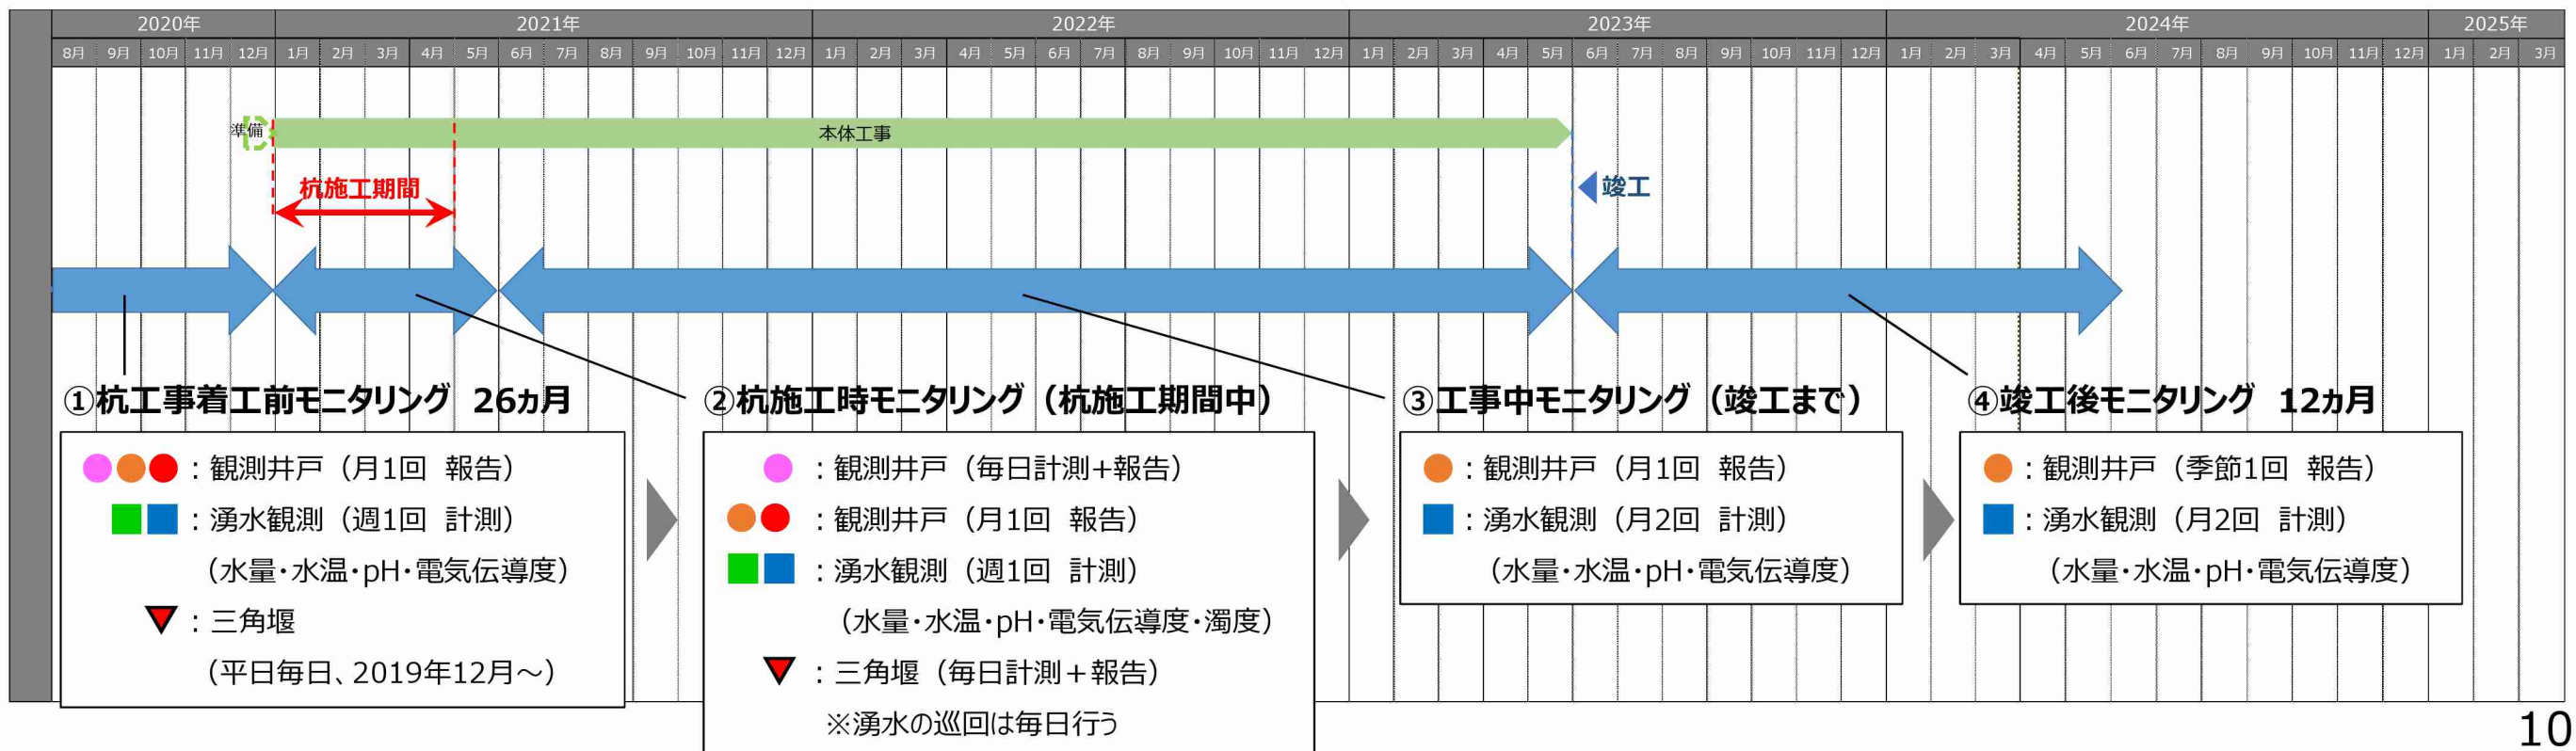 2020年 2021年 2022年 2023年 2024年 2025年
8月 9月 10月 11月 12月 1月 2月 3月 4月 5月 6月 7月 8月 9月 10月 11月 12月 1月 2月 3月 4月 5月 6月 7月 8月 9月 10月 11月 12月 1月 2月 3月 4月 5月 6月 7月 8月 9月 10月 11月 12月 1月 2月 3月 4月 5月 6月 7月 8月 9月 10月 11月 12月 1月 2月 3月
準備
本体工事
杭施工期間
竣工
①杭工事着工前モニタリング 26ヵ月
：観測井戸（月1回 報告）
：湧水観測（週1回 計測）
（水量・水温・pH・電気伝導度）
：三角堰
（平日毎日、2019年12月～）
②杭施工時モニタリング（杭施工期間中）
：観測井戸（毎日計測+報告）
：観測井戸（月1回 報告）
：湧水観測（週1回 計測）
（水量・水温・pH・電気伝導度・濁度）
：三角堰（毎日計測＋報告）
※湧水の巡回は毎日行う
③工事中モニタリング（竣工まで）
：観測井戸（月1回 報告）
：湧水観測（月2回 計測）
（水量・水温・pH・電気伝導度）
④竣工後モニタリング 12ヵ月
：観測井戸（季節1回 報告）
：湧水観測（月2回 計測）
（水量・水温・pH・電気伝導度）
10